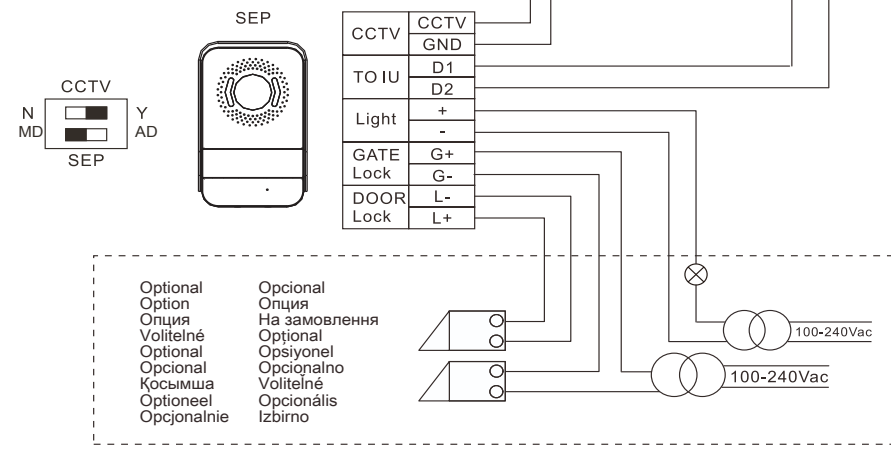 SEP
CCTV
N
Y
MD
AD
SEP
CCTV
CCTV
GND
TO IU
D1
D2
Light
+
-
GATE
Lock
G+
G-
DOOR
Lock
L-
L+
Optional
Option
Опция
Volitelné
Optional
Opcional
Қосымша
Optioneel
Opcjonalnie
Opcional
Опция
На замовлення
Opțional
Opsiyonel
Opcionalno
Volitelné
Opcionális
Izbirno
100-240Vac
100-240Vac